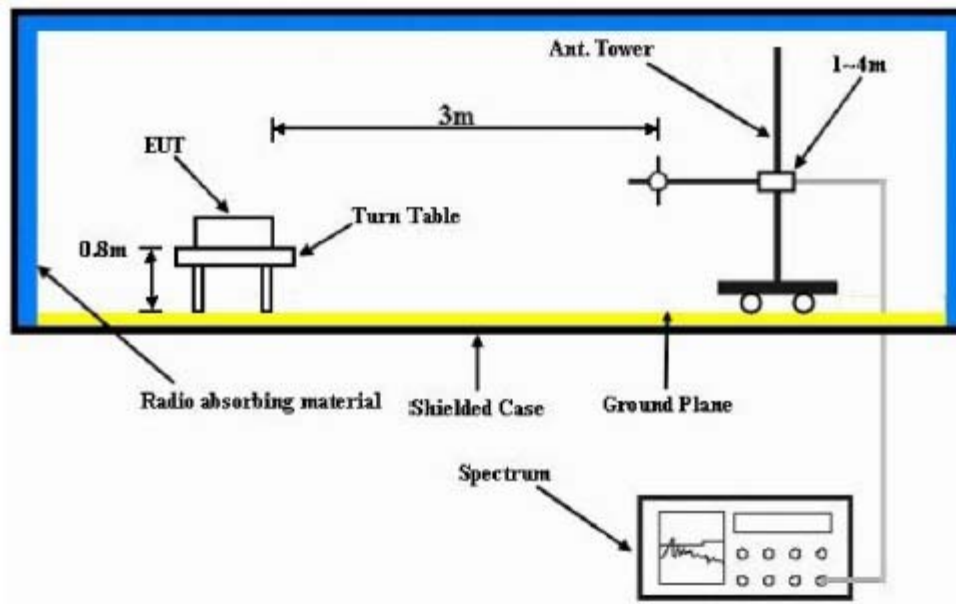 Ant. Tower
1~4m
3m
EUT
Turn Table
0.8m
Radio absorbing material
Shielded Case
Ground Plane
Spectrum